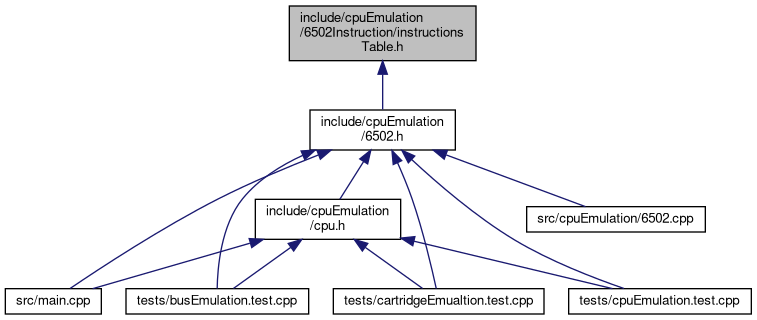 include/cpuEmulation
/6502Instruction/instructions
Table.h
include/cpuEmulation
/6502.h
include/cpuEmulation
/cpu.h
src/cpuEmulation/6502.cpp
src/main.cpp
tests/busEmulation.test.cpp
tests/cartridgeEmualtion.test.cpp
tests/cpuEmulation.test.cpp